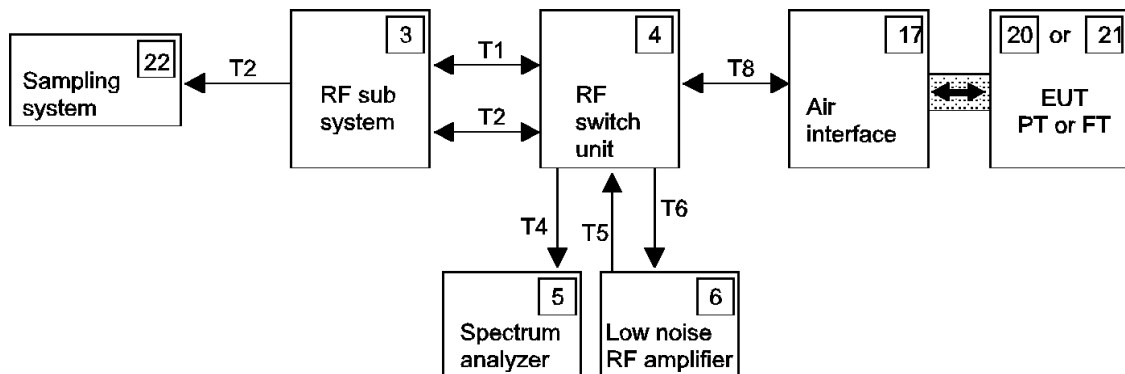 22
Sampling
system
T2
3
RF sub
system
T1
T2
4
RF
switch
unit
T8
17
Air
interface
20 or 21
EUT
PT or FT
T4
T5
T6
5
Spectrum
analyzer
6
Low noise
RF amplifier